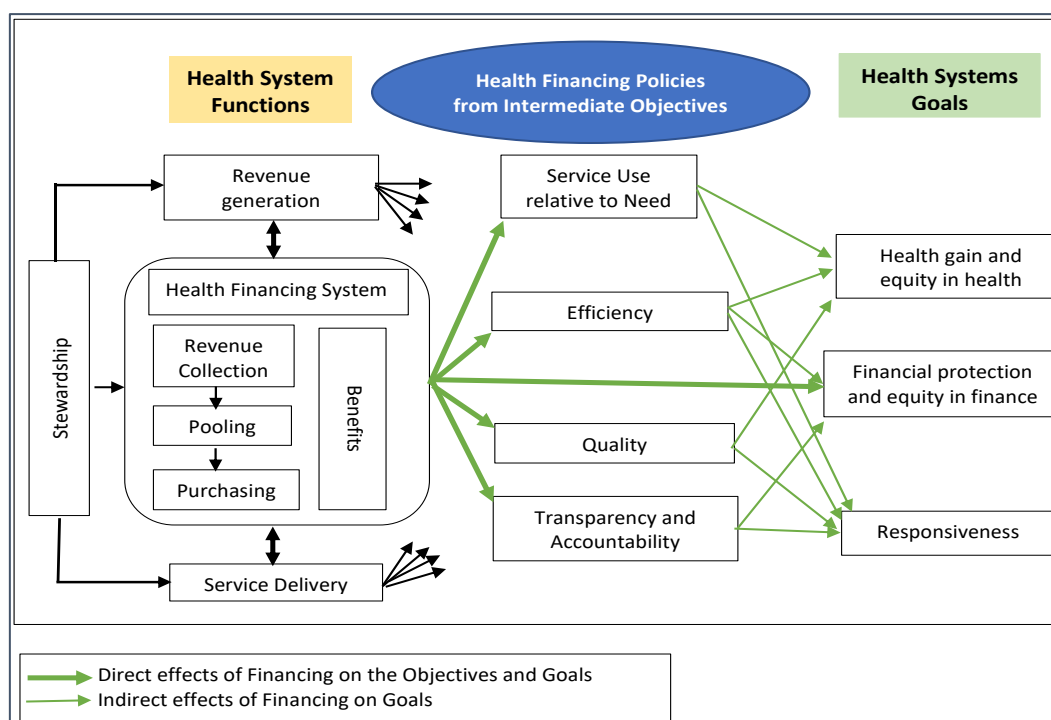 Health System
Functions
Health Financing Policies
from Intermediate Objectives
Health Systems
Goals
Revenue
generation
Service Use
relative to Need
Health gain and
equity in health
Stewardship
Health Financing System
Efficiency
Revenue
Collection
Benefits
Financial protection
and equity in finance
Pooling
Quality
Purchasing
Transparency and
Accountability
Responsiveness
Service Delivery
Direct effects of Financing on the Objectives and Goals
Indirect effects of Financing on Goals